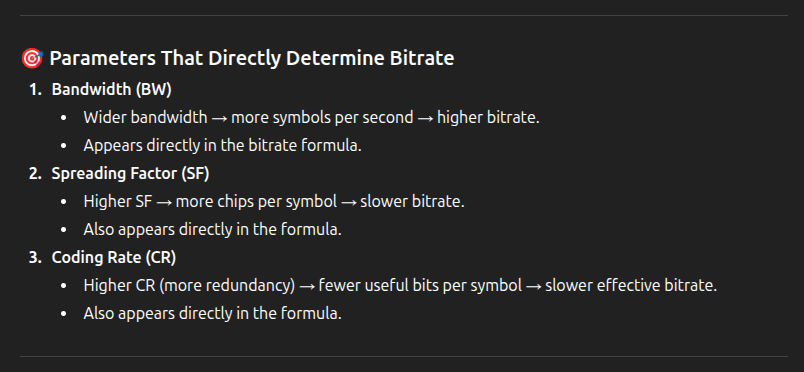 🎯 Parameters That Directly Determine Bitrate
1. Bandwidth (BW)
• Wider bandwidth → more symbols per second → higher bitrate.
• Appears directly in the bitrate formula.
2. Spreading Factor (SF)
• Higher SF → more chips per symbol → slower bitrate.
• Also appears directly in the formula.
3. Coding Rate (CR)
• Higher CR (more redundancy) → fewer useful bits per symbol → slower effective bitrate.
• Also appears directly in the formula.